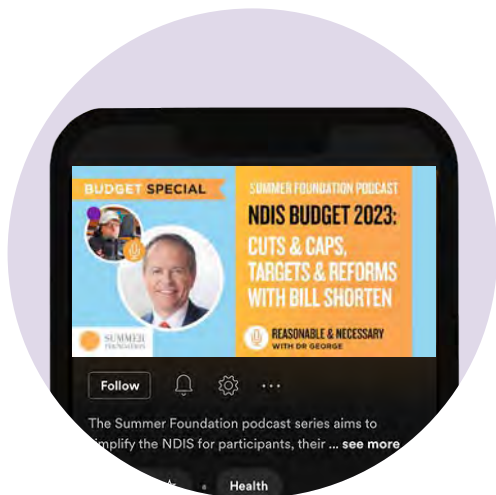 BUDGET SPECIAL
SUMMER FOUNDATION PODCAST
NDIS BUDGET 2023:
CUTS & CAPS,
TARGETS & REFORMS
WITH BILL SHORTEN
SUMMER
FOUNDATION
REASONABLE & NECESSARY
WITH DR GEORGE
Follow
The Summer Foundation podcast series aims to
implify the NDIS for participants, their ... see more
Health